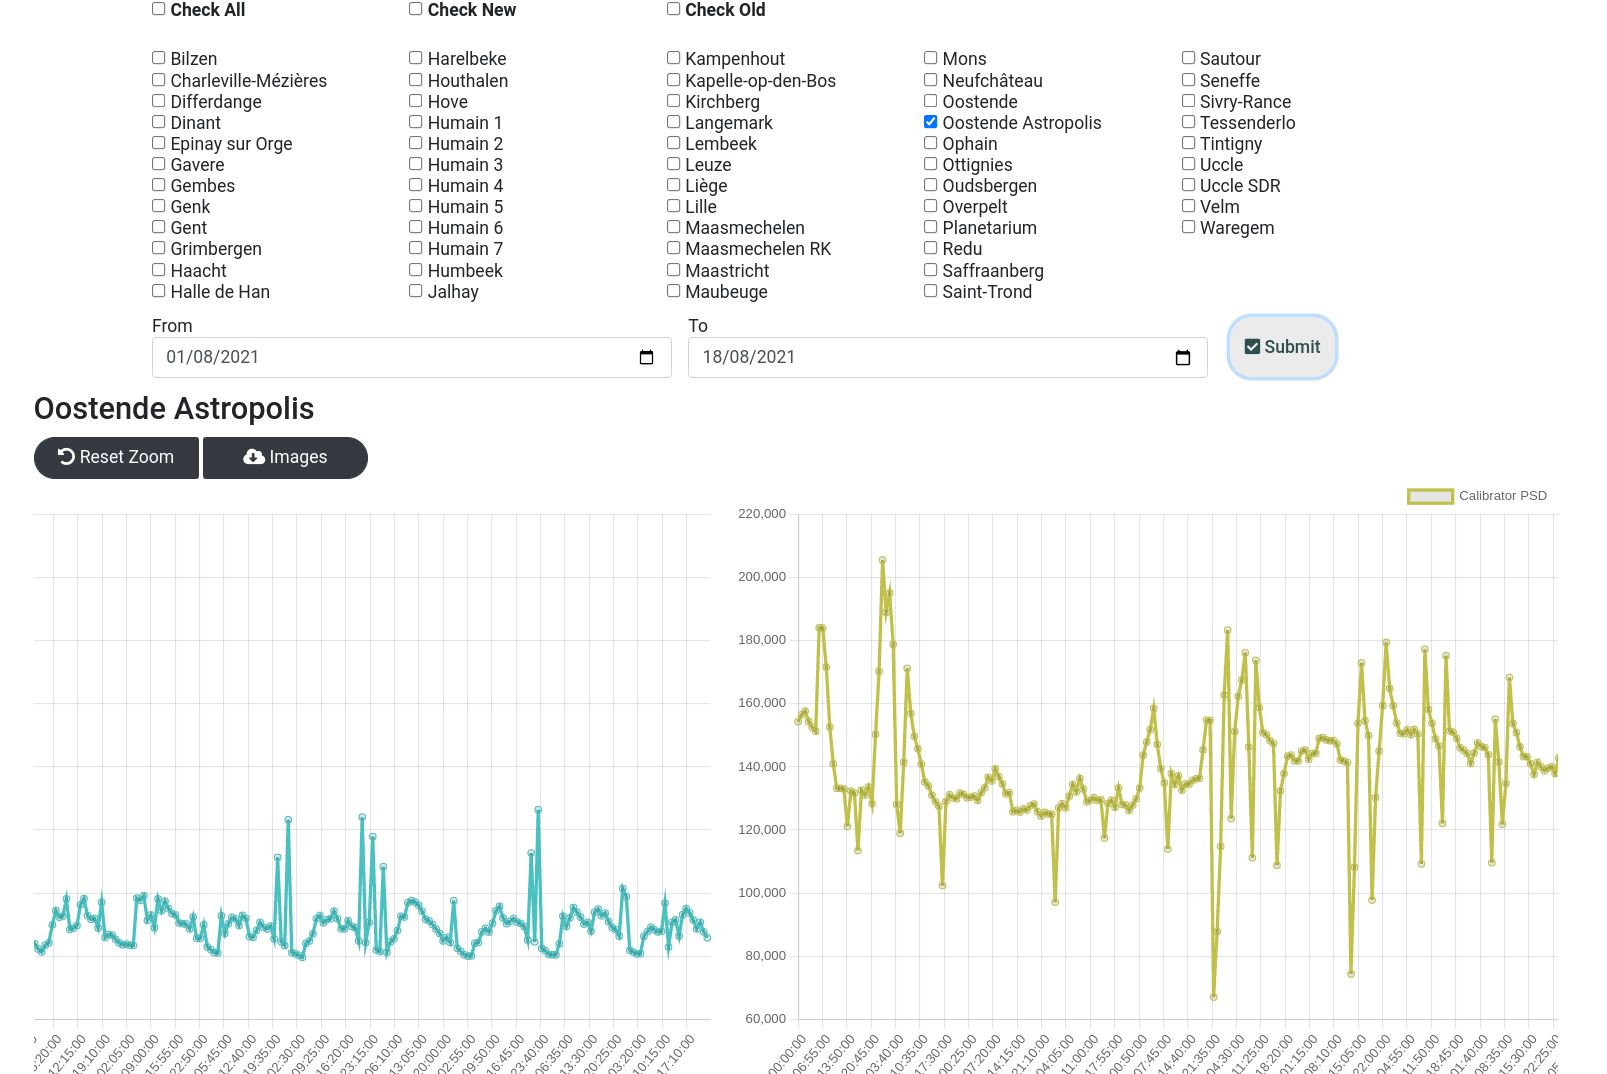 Check All Check New Check Old
Bilzen Harelbeke Kampenhout Mons Sautour
Charleville-Mézières Houthalen Kapelle-op-den-Bos Neufchâteau Seneffe
Differdange Hove Kirchberg Oostende Sivry-Rance
Dinant Humain 1 Langemark Oostende Astropolis Tessenderlo
Epinay sur Orge Humain 2 Lembeek Ophain Tintigny
Gavere Humain 3 Leuze Ottignies Uccle
Gembes Humain 4 Liège Oudsbergen Uccle SDR
Genk Humain 5 Lille Overpelt Velm
Gent Humain 6 Maasmechelen Planetarium Waregem
Grimbergen Humain 7 Maasmechelen RK Redu
Haacht Humbeek Maastricht Saffraanberg
Halle de Han Jalhay Maubeuge Saint-Trond
From To
01/08/2021 18/08/2021 Submit
Oostende Astropolis
Reset Zoom Images
Calibrator PSD
220,000
200,000
180,000
160,000
140,000
120,000
100,000
80,000
60,000
12:15:00 19:10:00 02:05:00 09:00:00 15:55:00 22:50:00 05:45:00 12:40:00 19:35:00 02:30:00 09:25:00 16:20:00 23:15:00 06:10:00 13:05:00 20:00:00 02:55:00 09:50:00 16:45:00 23:40:00 06:35:00 13:30:00 20:25:00 03:20:00 10:15:00 17:10:00
00:00:00 06:55:00 13:50:00 20:45:00 03:40:00 10:35:00 17:30:00 00:25:00 07:20:00 14:15:00 21:10:00 04:05:00 11:00:00 17:55:00 00:50:00 07:45:00 14:40:00 21:35:00 04:30:00 11:25:00 18:20:00 01:15:00 08:10:00 15:05:00 22:00:00 04:55:00 11:50:00 18:45:00 01:40:00 08:35:00 15:30:00 22:25:00